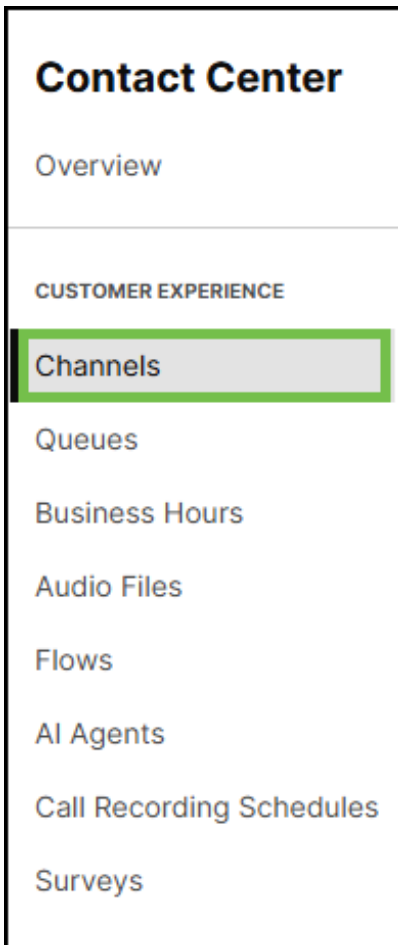 Contact Center
Overview
CUSTOMER EXPERIENCE
Channels
Queues
Business Hours
Audio Files
Flows
AI Agents
Call Recording Schedules
Surveys